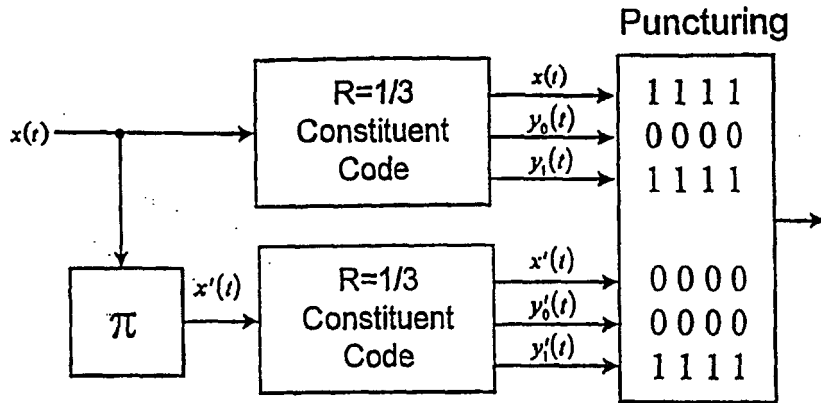 Puncturing
x(t)
R=1/3
Constituent
Code
x(t)
y₀(t)
y₁(t)
1 1 1 1
0 0 0 0
1 1 1 1
π
x'(t)
R=1/3
Constituent
Code
x'(t)
y'₀(t)
y'₁(t)
0 0 0 0
0 0 0 0
1 1 1 1